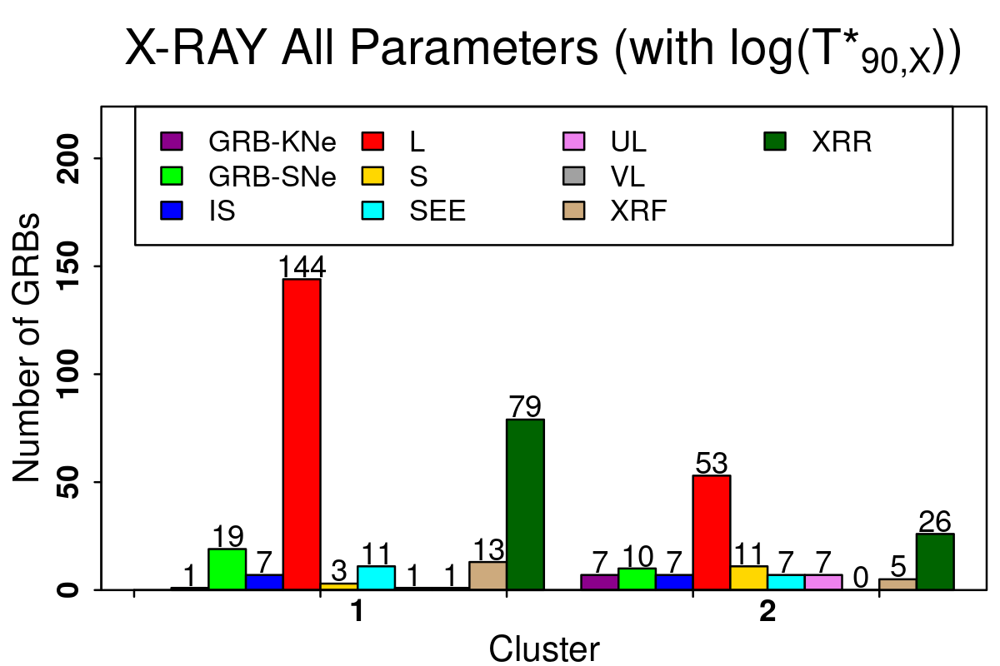 X-RAY All Parameters (with log(T*90,X))
GRB-KNe L UL XRR
GRB-SNe S VL
IS SEE XRF
Number of GRBs
200
150
100
50
0
1 19 7 144 3 11 1 1 13 79
7 10 7 53 11 7 7 0 5 26
1 2
Cluster